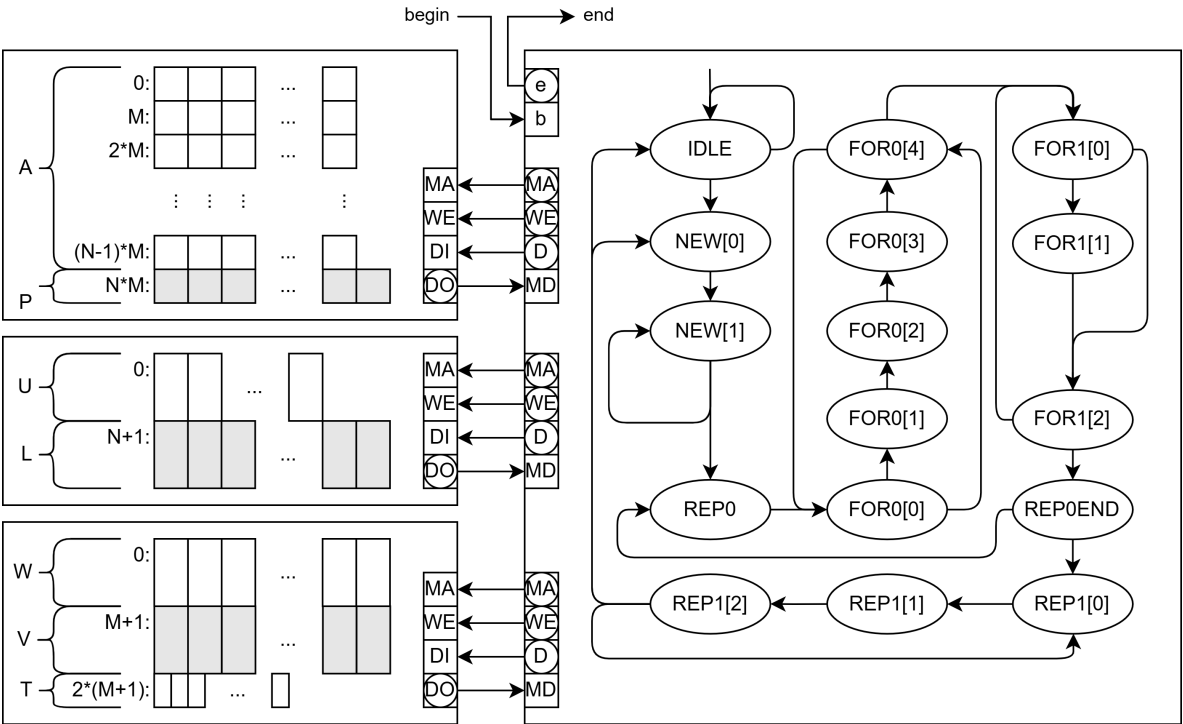 begin
end
A
0:
...
M:
...
2*M:
...
(N-1)*M:
...
P
N*M:
...
MA
WE
DI
DO
U
0:
...
L
N+1:
...
MA
WE
DI
DO
W
0:
...
V
M+1:
...
T
2*(M+1):
...
MA
WE
DI
DO
e
b
MA
WE
D
MD
MA
WE
D
MD
MA
WE
D
MD
IDLE
FOR0[4]
FOR1[0]
NEW[0]
FOR0[3]
FOR1[1]
NEW[1]
FOR0[2]
FOR0[1]
FOR1[2]
REP0
FOR0[0]
REP0END
REP1[2]
REP1[1]
REP1[0]